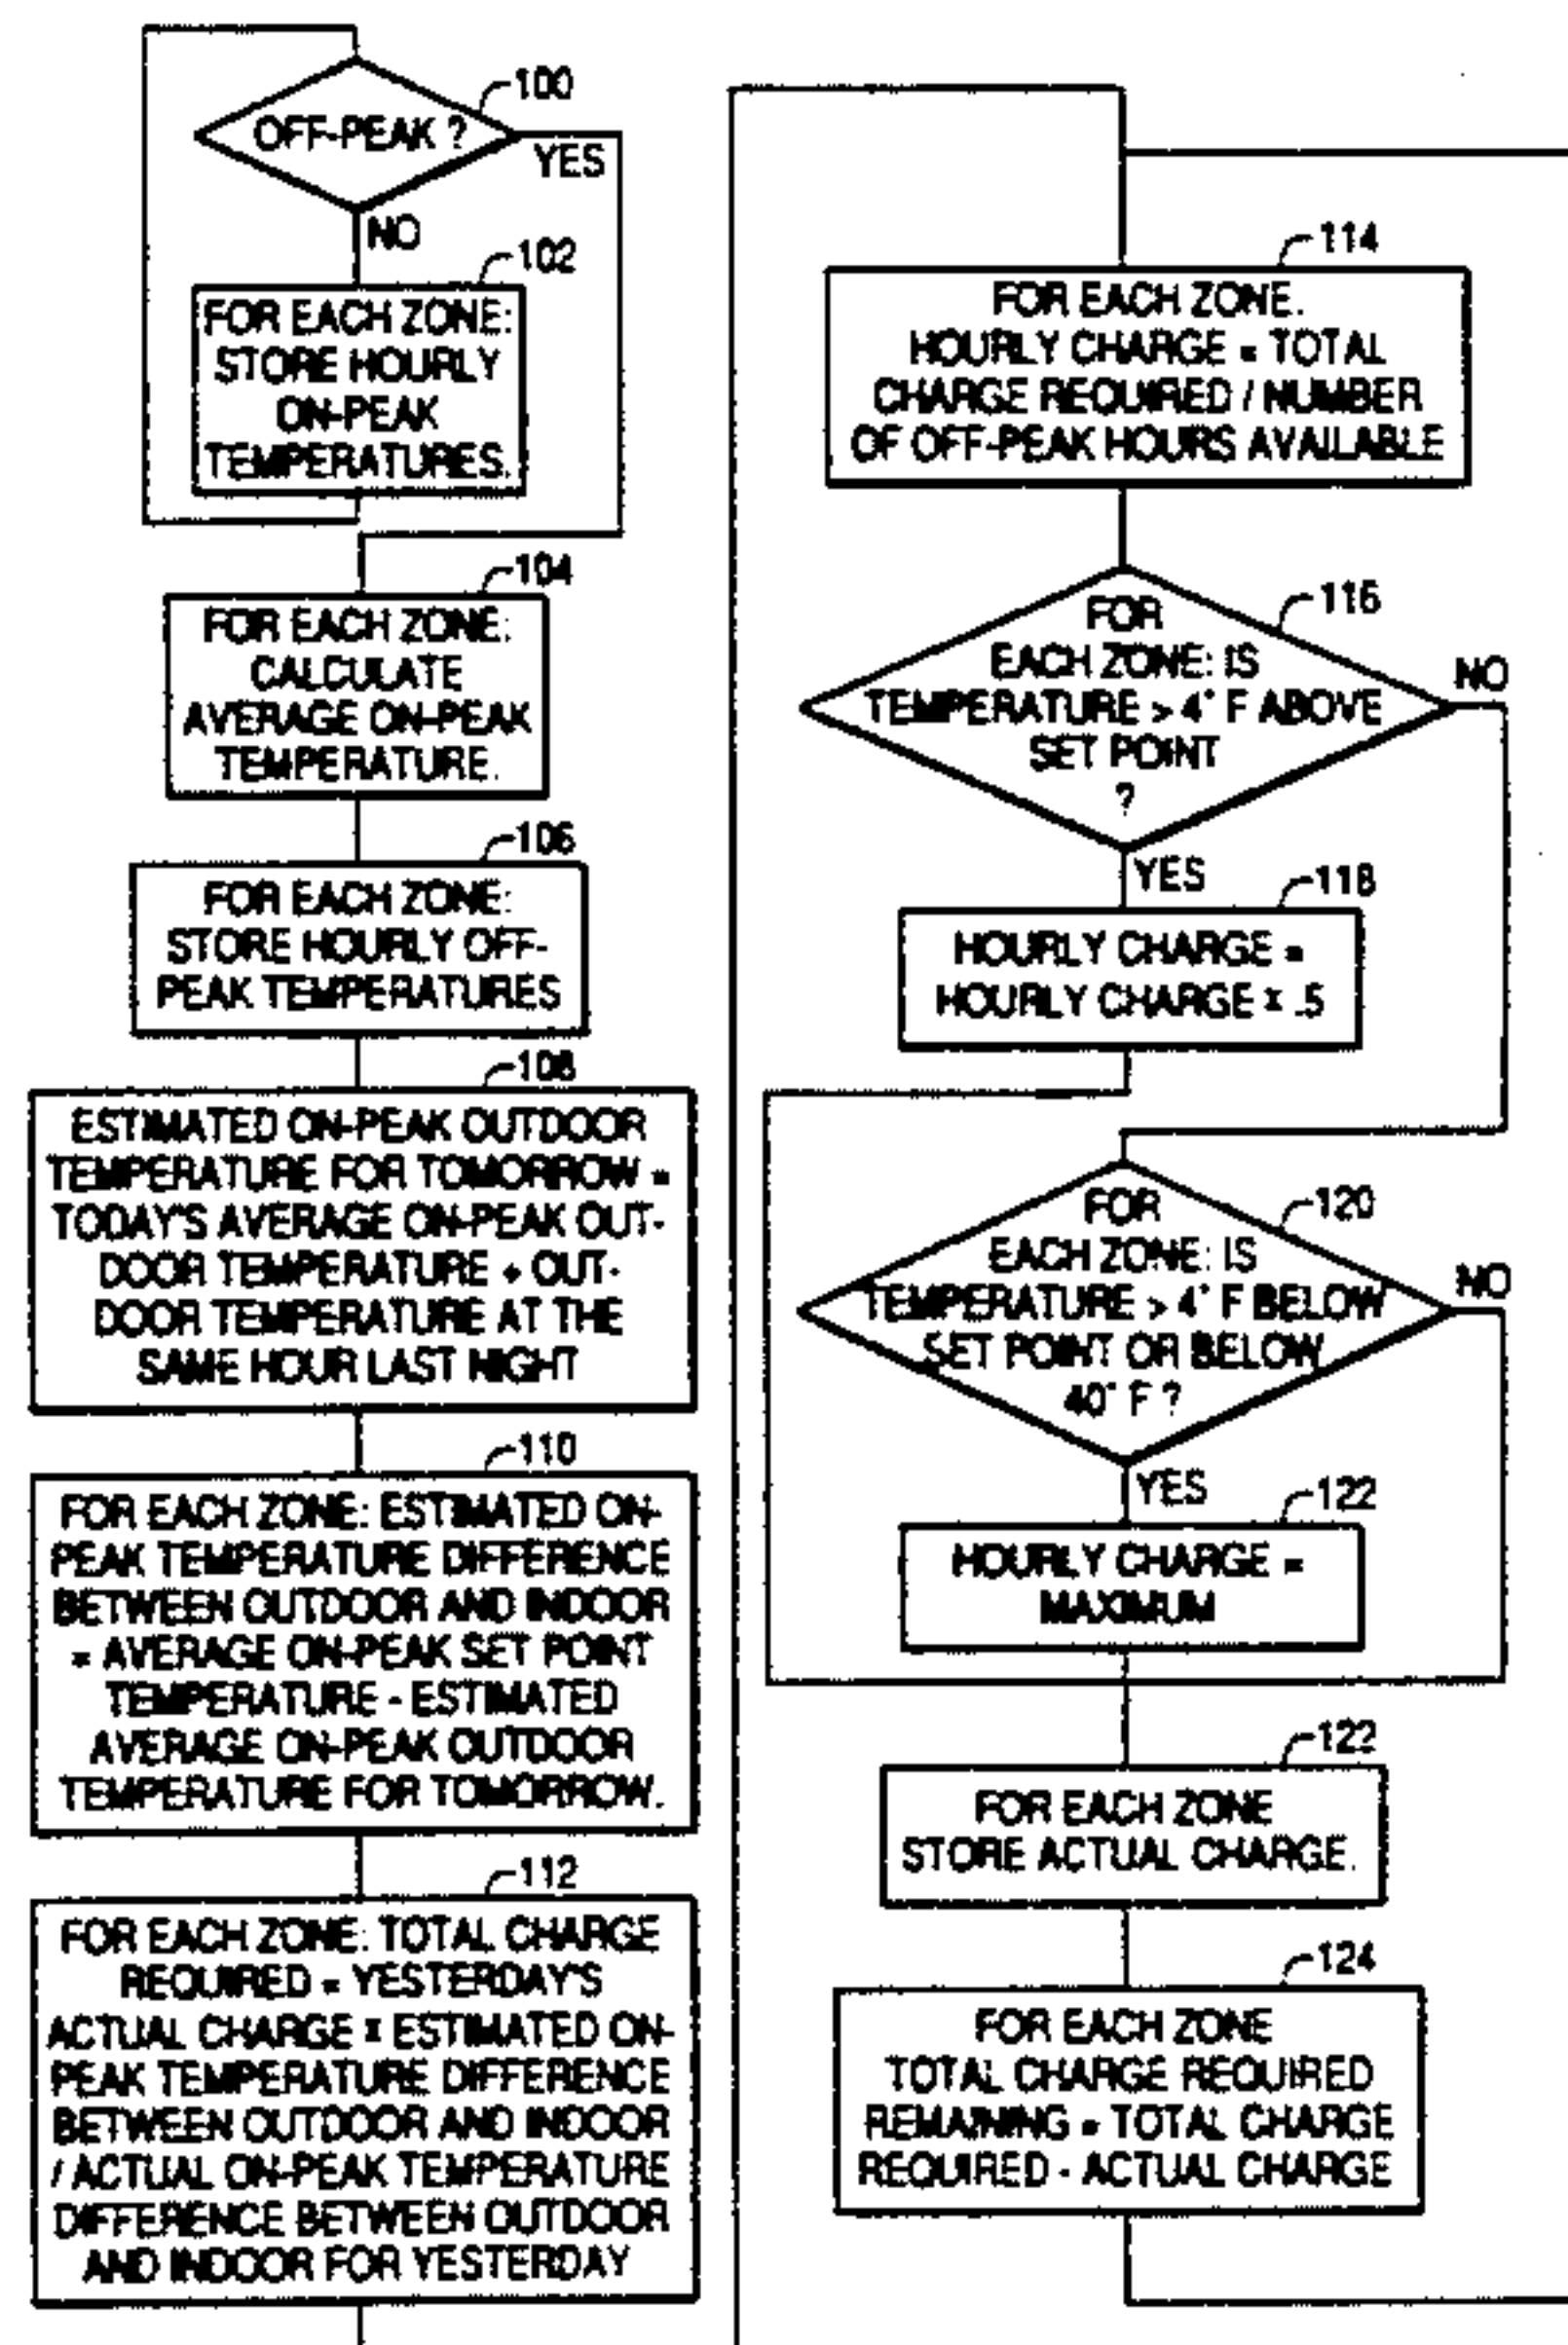 100
OFF-PEAK ?
YES
NO
102
FOR EACH ZONE:
STORE HOURLY
ON-PEAK
TEMPERATURES.
104
FOR EACH ZONE:
CALCULATE
AVERAGE ON-PEAK
TEMPERATURE.
106
FOR EACH ZONE:
STORE HOURLY OFF-
PEAK TEMPERATURES
108
ESTIMATED ON-PEAK OUTDOOR
TEMPERATURE FOR TOMORROW =
TODAY'S AVERAGE ON-PEAK OUT-
DOOR TEMPERATURE + OUT-
DOOR TEMPERATURE AT THE
SAME HOUR LAST NIGHT
110
FOR EACH ZONE: ESTIMATED ON-
PEAK TEMPERATURE DIFFERENCE
BETWEEN OUTDOOR AND INDOOR
= AVERAGE ON-PEAK SET POINT
TEMPERATURE - ESTIMATED
AVERAGE ON-PEAK OUTDOOR
TEMPERATURE FOR TOMORROW.
112
FOR EACH ZONE: TOTAL CHARGE
REQUIRED = YESTERDAY'S
ACTUAL CHARGE X ESTIMATED ON-
PEAK TEMPERATURE DIFFERENCE
BETWEEN OUTDOOR AND INDOOR
/ ACTUAL ON-PEAK TEMPERATURE
DIFFERENCE BETWEEN OUTDOOR
AND INDOOR FOR YESTERDAY
114
FOR EACH ZONE.
HOURLY CHARGE = TOTAL
CHARGE REQUIRED / NUMBER
OF OFF-PEAK HOURS AVAILABLE
116
FOR
EACH ZONE: IS
TEMPERATURE > 4° F ABOVE
SET POINT
?
NO
YES
118
HOURLY CHARGE =
HOURLY CHARGE X .5
120
FOR
EACH ZONE: IS
TEMPERATURE > 4° F BELOW
SET POINT OR BELOW
40° F ?
NO
YES
122
HOURLY CHARGE =
MAXIMUM
122
FOR EACH ZONE
STORE ACTUAL CHARGE.
124
FOR EACH ZONE
TOTAL CHARGE REQUIRED
REMAINING = TOTAL CHARGE
REQUIRED - ACTUAL CHARGE